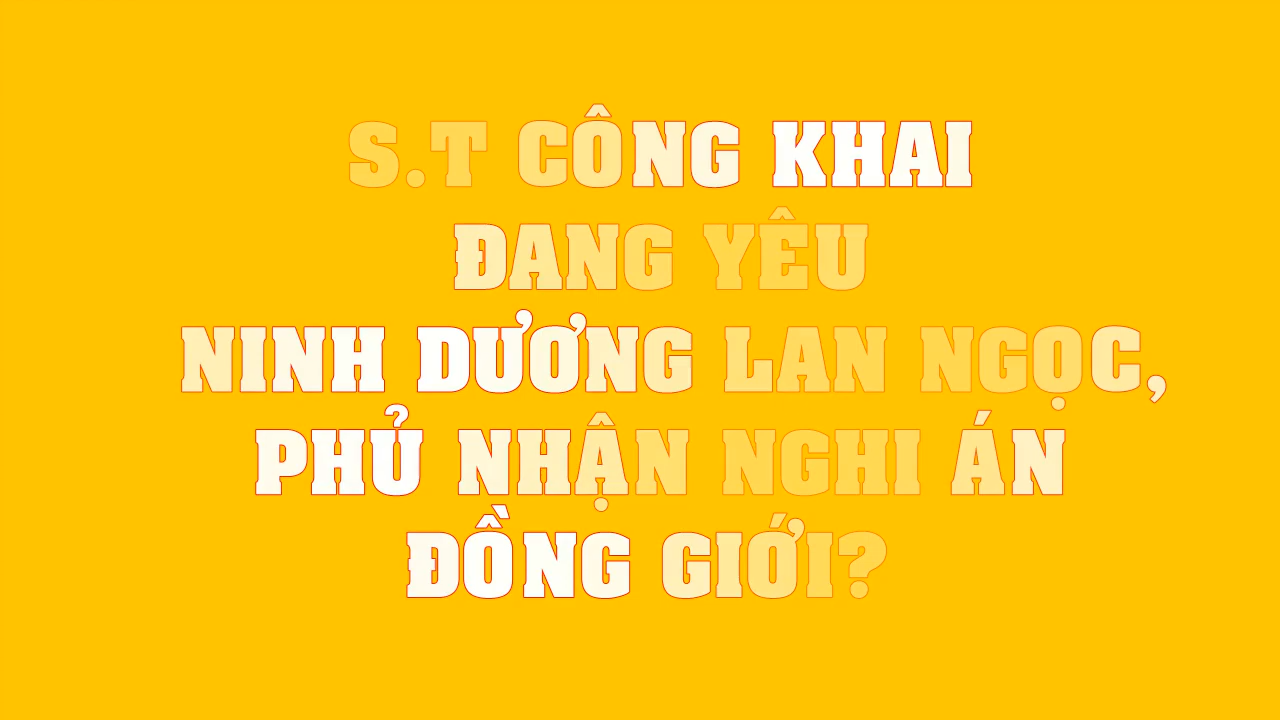 S.T CÔNG KHAI
ĐANG YÊU
NINH DƯƠNG LAN NGỌC,
PHỦ NHẬN NGHI ÁN
ĐỒNG GIỚI?